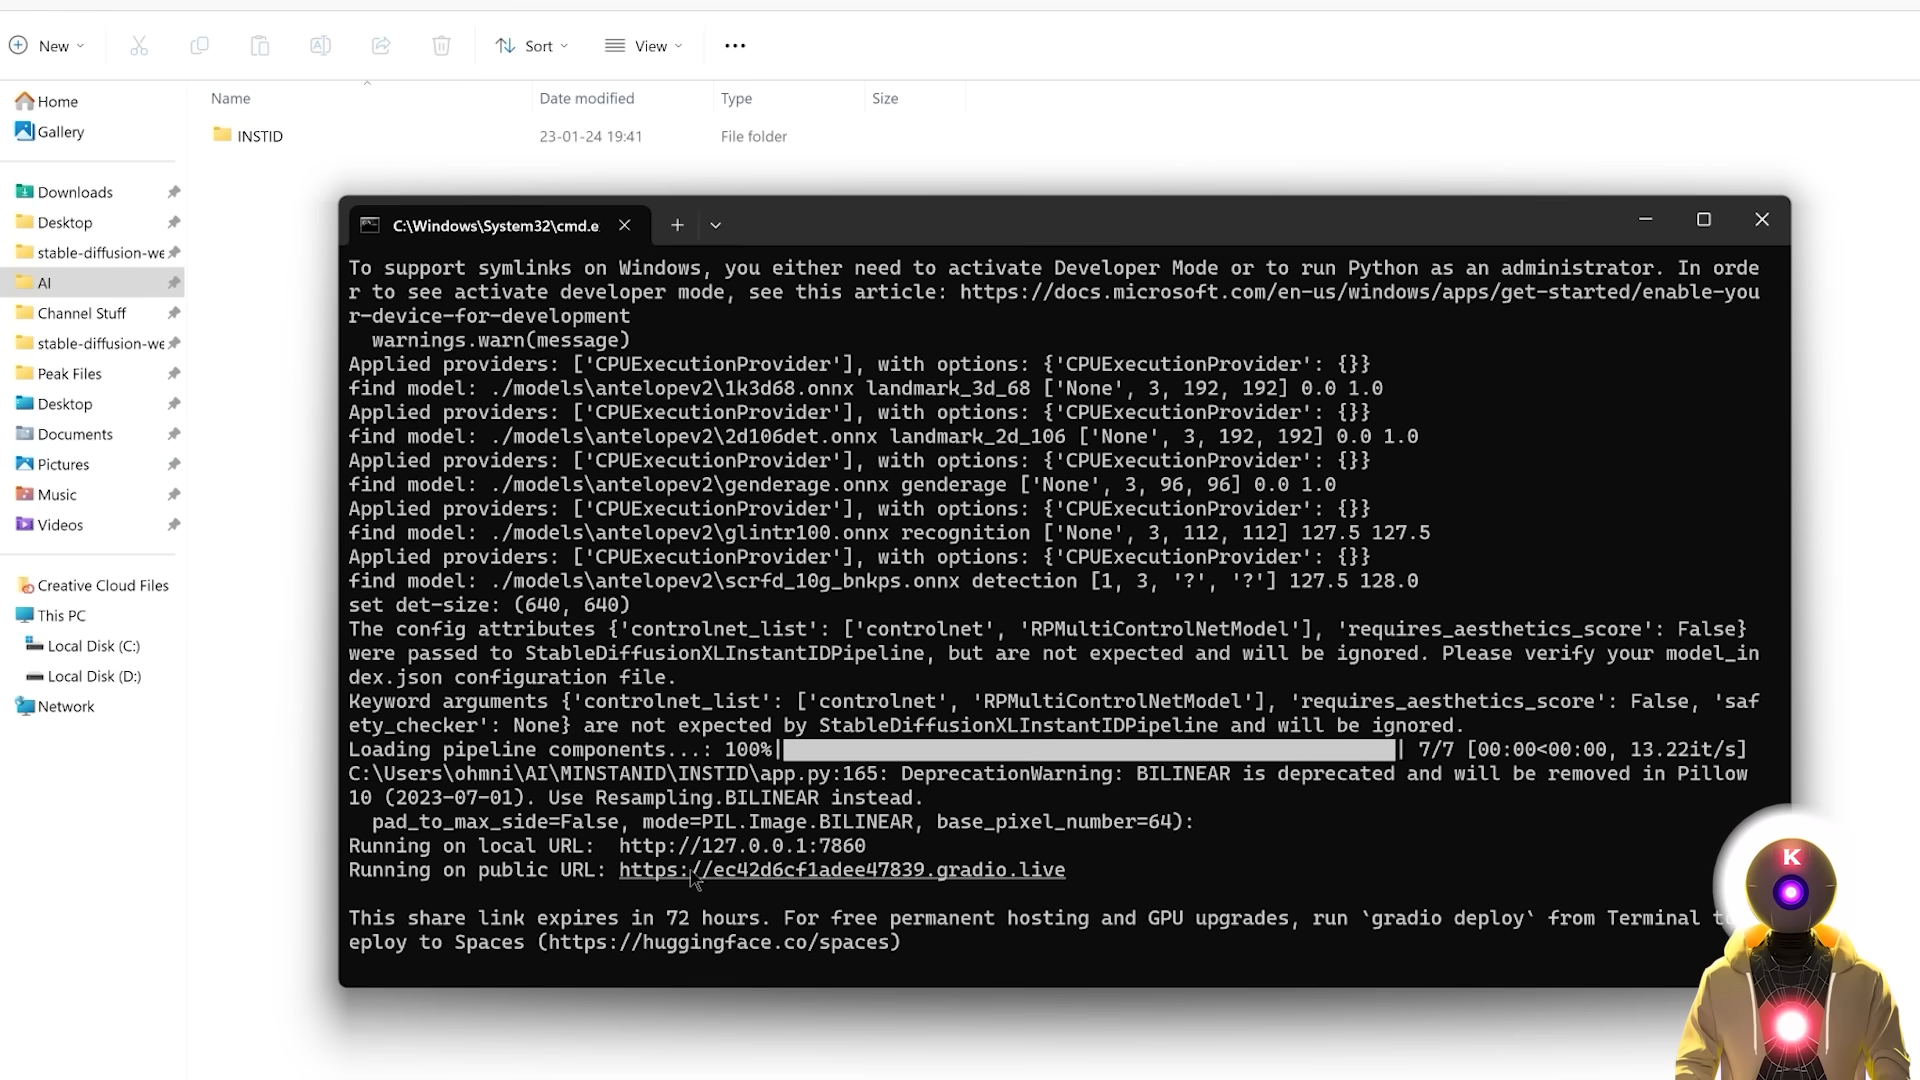 New
Sort
View
Name
Date modified
Type
Size
INSTID
23-01-24 19:41
File folder
Home
Gallery
Downloads
Desktop
stable-diffusion-we
AI
Channel Stuff
stable-diffusion-we
Peak Files
Desktop
Documents
Pictures
Music
Videos
Creative Cloud Files
This PC
Local Disk (C:)
Local Disk (D:)
Network
C:\Windows\System32\cmd.e
To support symlinks on Windows, you either need to activate Developer Mode or to run Python as an administrator. In orde
r to see activate developer mode, see this article: https://docs.microsoft.com/en-us/windows/apps/get-started/enable-you
r-device-for-development
warnings.warn(message)
Applied providers: ['CPUExecutionProvider'], with options: {'CPUExecutionProvider': {}}
find model: ./models\antelopev2\1k3d68.onnx landmark_3d_68 ['None', 3, 192, 192] 0.0 1.0
Applied providers: ['CPUExecutionProvider'], with options: {'CPUExecutionProvider': {}}
find model: ./models\antelopev2\2d106det.onnx landmark_2d_106 ['None', 3, 192, 192] 0.0 1.0
Applied providers: ['CPUExecutionProvider'], with options: {'CPUExecutionProvider': {}}
find model: ./models\antelopev2\genderage.onnx genderage ['None', 3, 96, 96] 0.0 1.0
Applied providers: ['CPUExecutionProvider'], with options: {'CPUExecutionProvider': {}}
find model: ./models\antelopev2\glintr100.onnx recognition ['None', 3, 112, 112] 127.5 127.5
Applied providers: ['CPUExecutionProvider'], with options: {'CPUExecutionProvider': {}}
find model: ./models\antelopev2\scrfd_10g_bnkps.onnx detection [1, 3, '?', '?'] 127.5 128.0
set det-size: (640, 640)
The config attributes {'controlnet_list': ['controlnet', 'RPMultiControlNetModel'], 'requires_aesthetics_score': False}
were passed to StableDiffusionXLInstantIDPipeline, but are not expected and will be ignored. Please verify your model_in
dex.json configuration file.
Keyword arguments {'controlnet_list': ['controlnet', 'RPMultiControlNetModel'], 'requires_aesthetics_score': False, 'saf
ety_checker': None} are not expected by StableDiffusionXLInstantIDPipeline and will be ignored.
Loading pipeline components...: 100%| | 7/7 [00:00<00:00, 13.22it/s]
C:\Users\ohmni\AI\MINSTANID\INSTID\app.py:165: DeprecationWarning: BILINEAR is deprecated and will be removed in Pillow
10 (2023-07-01). Use Resampling.BILINEAR instead.
pad_to_max_side=False, mode=PIL.Image.BILINEAR, base_pixel_number=64):
Running on local URL:  http://127.0.0.1:7860
Running on public URL: https://ec42d6cf1adee47839.gradio.live
This share link expires in 72 hours. For free permanent hosting and GPU upgrades, run `gradio deploy` from Terminal
eploy to Spaces (https://huggingface.co/spaces)
K